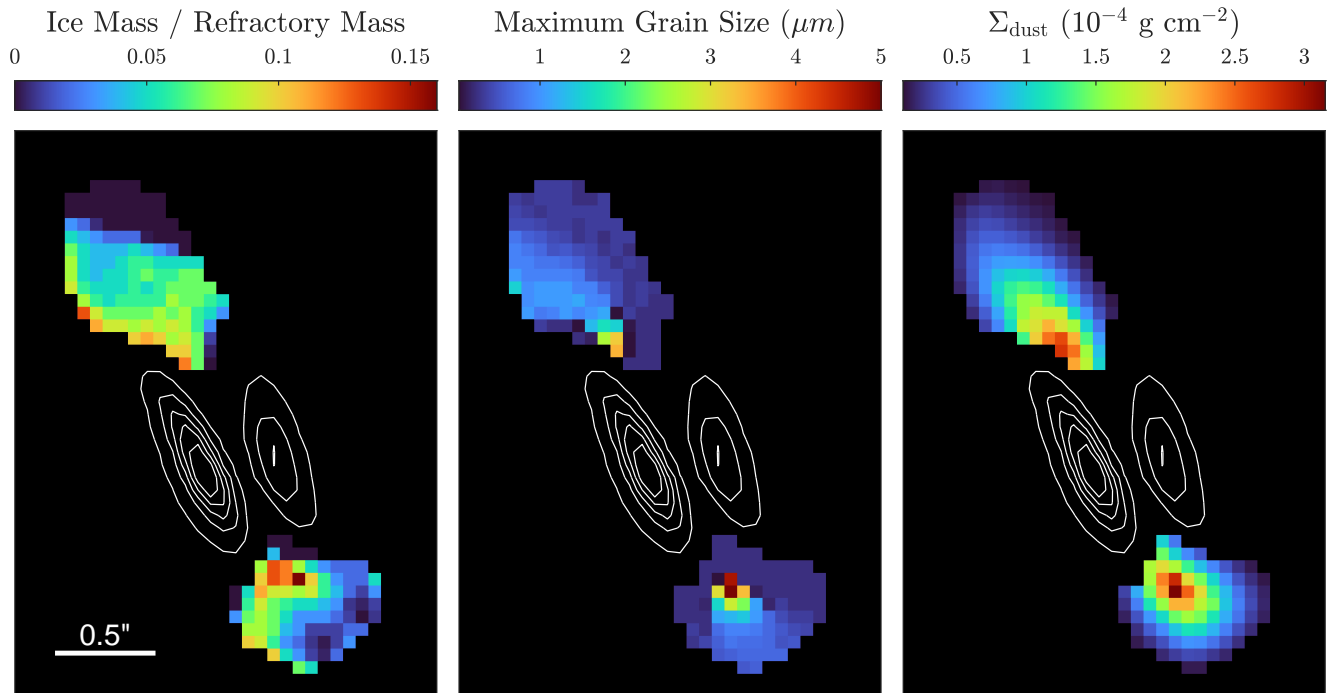 Ice Mass / Refractory Mass
0 0.05 0.1 0.15
Maximum Grain Size (μm)
1 2 3 4 5
Σdust (10⁻⁴ g cm⁻²)
0.5 1 1.5 2 2.5 3
0.5"